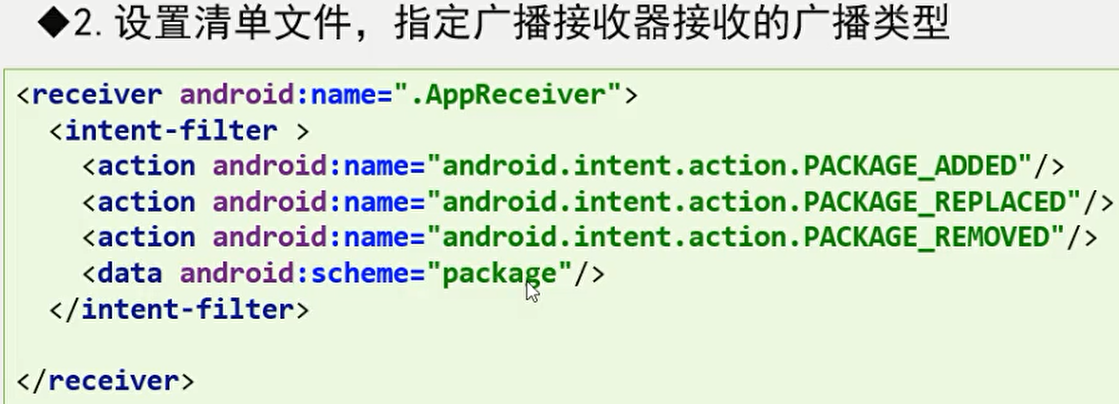 ◆2.设置清单文件，指定广播接收器接收的广播类型
<receiver android:name=".AppReceiver">
<intent-filter >
<action android:name="android.intent.action.PACKAGE_ADDED"/>
<action android:name="android.intent.action.PACKAGE_REPLACED"/>
<action android:name="android.intent.action.PACKAGE_REMOVED"/>
<data android:scheme="package"/>
</intent-filter>
</receiver>